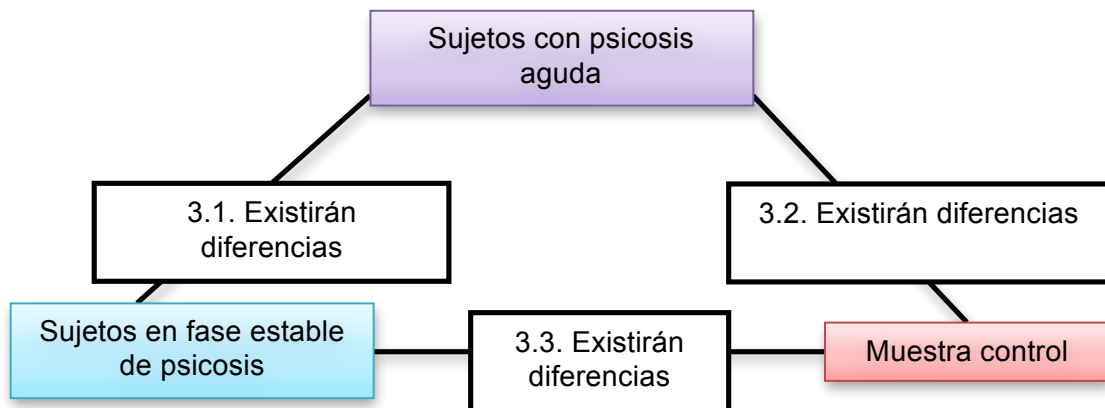 Sujetos con psicosis
aguda
3.1. Existirán
diferencias
3.2. Existirán diferencias
Sujetos en fase estable
de psicosis
3.3. Existirán
diferencias
Muestra control